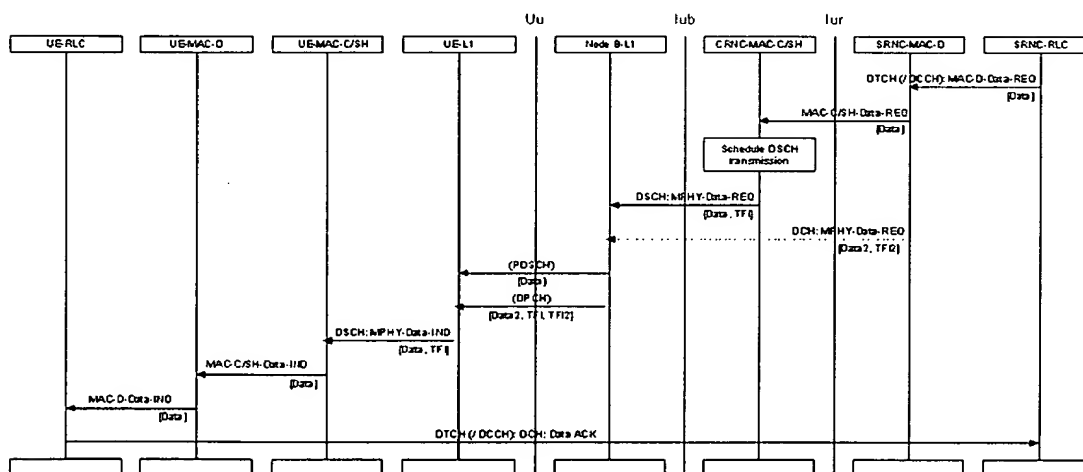 Uu Iub Iur
UE-RLC UE-MAC-D UE-MAC-C/SH UE-L1 Node B-L1 CRNC-MAC-C/SH SRNC-MAC-D SRNC-RLC
DTCH (/ DCCH): MAC-D-Data-REQ
[Data]
MAC-C/SH-Data-REQ
[Data]
Schedule DSCH
transmission
DSCH: MPHY-Data-REQ
[Data, TFI]
DCH: MPHY-Data-REQ
[Data2, TFI2]
(PDSCH)
[Data]
(DPCH)
[Data2, TFI, TFI2]
DSCH: MPHY-Data-IND
[Data, TFI]
MAC-C/SH-Data-IND
[Data]
MAC-D-Data-IND
[Data]
DTCH (/ DCCH): DCH: Data ACK